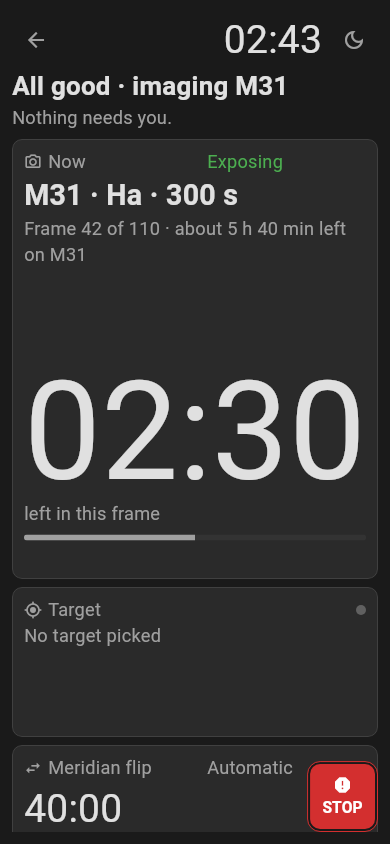 02:43
All good · imaging M31
Nothing needs you.
Now
Exposing
M31 · Ha · 300 s
Frame 42 of 110 · about 5 h 40 min left
on M31
02:30
left in this frame
Target
No target picked
Meridian flip
Automatic
40:00
STOP